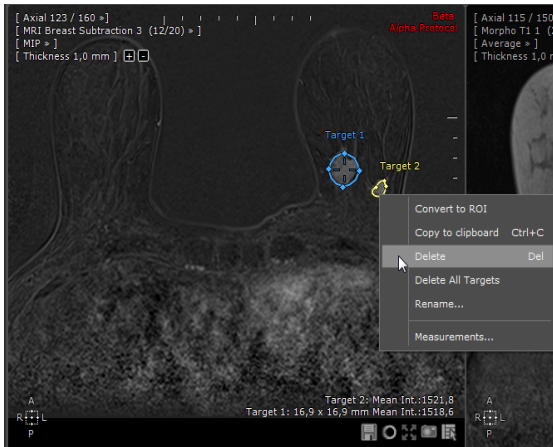 [ Axial 123 / 160 »]
[ MRI Breast Subtraction 3 (12/20) » ]
[ MIP » ]
[ Thickness 1,0 mm ] + -
Beta
Alpha Protocol
[ Axial 115 / 150
[ Morpho T1 1
[ Average » ]
[ Thickness 1,0
Target 1
Target 2
Convert to ROI
Copy to clipboard Ctrl+C
Delete Del
Delete All Targets
Rename...
Measurements...
Target 2: Mean Int.:1521,8
Target 1: 16,9 x 16,9 mm Mean Int.:1518,6
A
R L
P
A
R L
P